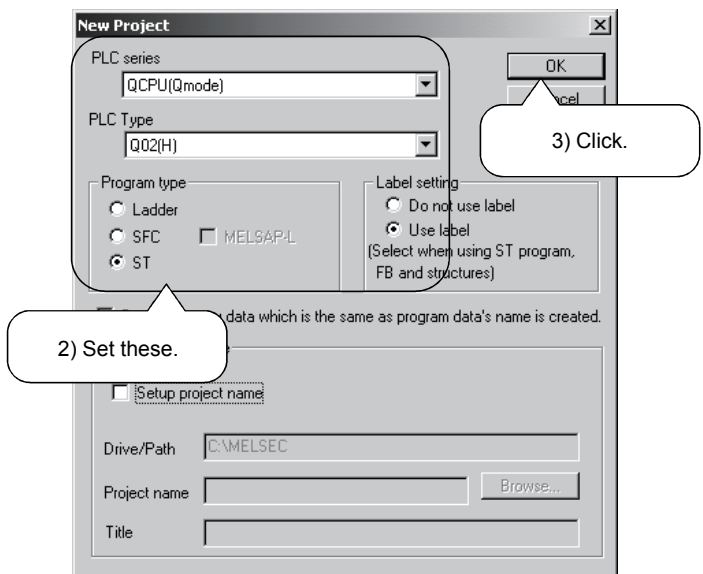 New Project
PLC series
OK
QCPU(Qmode)
PLC Type
3) Click.
Q02(H)
Program type
Label setting
Ladder
Do not use label
SFC
MELSAP-L
Use label
ST
(Select when using ST program,
FB and structures)
data which is the same as program data's name is created.
2) Set these.
Setup project name
Drive/Path
C:\MELSEC
Project name
Browse...
Title